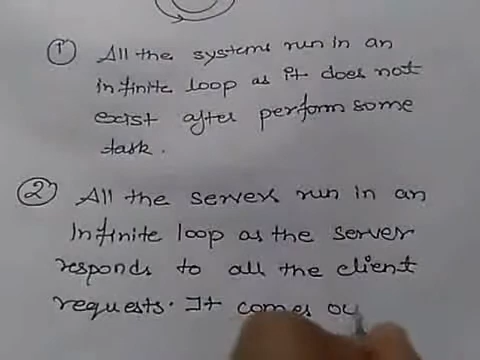 ① All the systems run in an
infinite loop as it does not
exist after perform some
task.
② All the servers run in an
infinite loop as the server
responds to all the client
requests. It comes ou